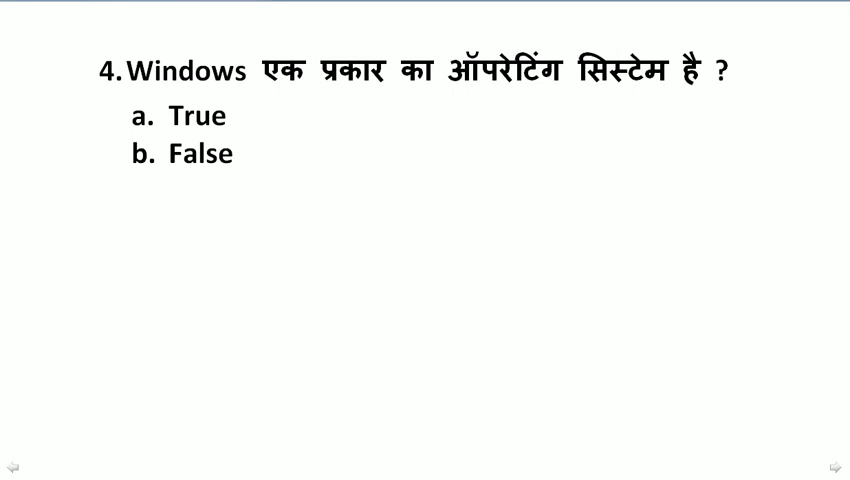 4. Windows एक प्रकार का ऑपरेटिंग सिस्टेम है ?
a. True
b. False